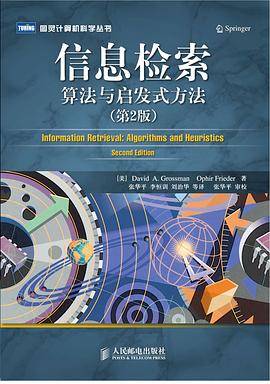 TURING
图灵计算机科学丛书
Springer
信息检索
算法与启发式方法
(第2版)
Information Retrieval: Algorithms and Heuristics
Second Edition
[美] David A. Grossman Ophir Frieder 著
张华平 李恒训 刘治华 等译 张华平 审校
人民邮电出版社
POSTS & TELECOM PRESS